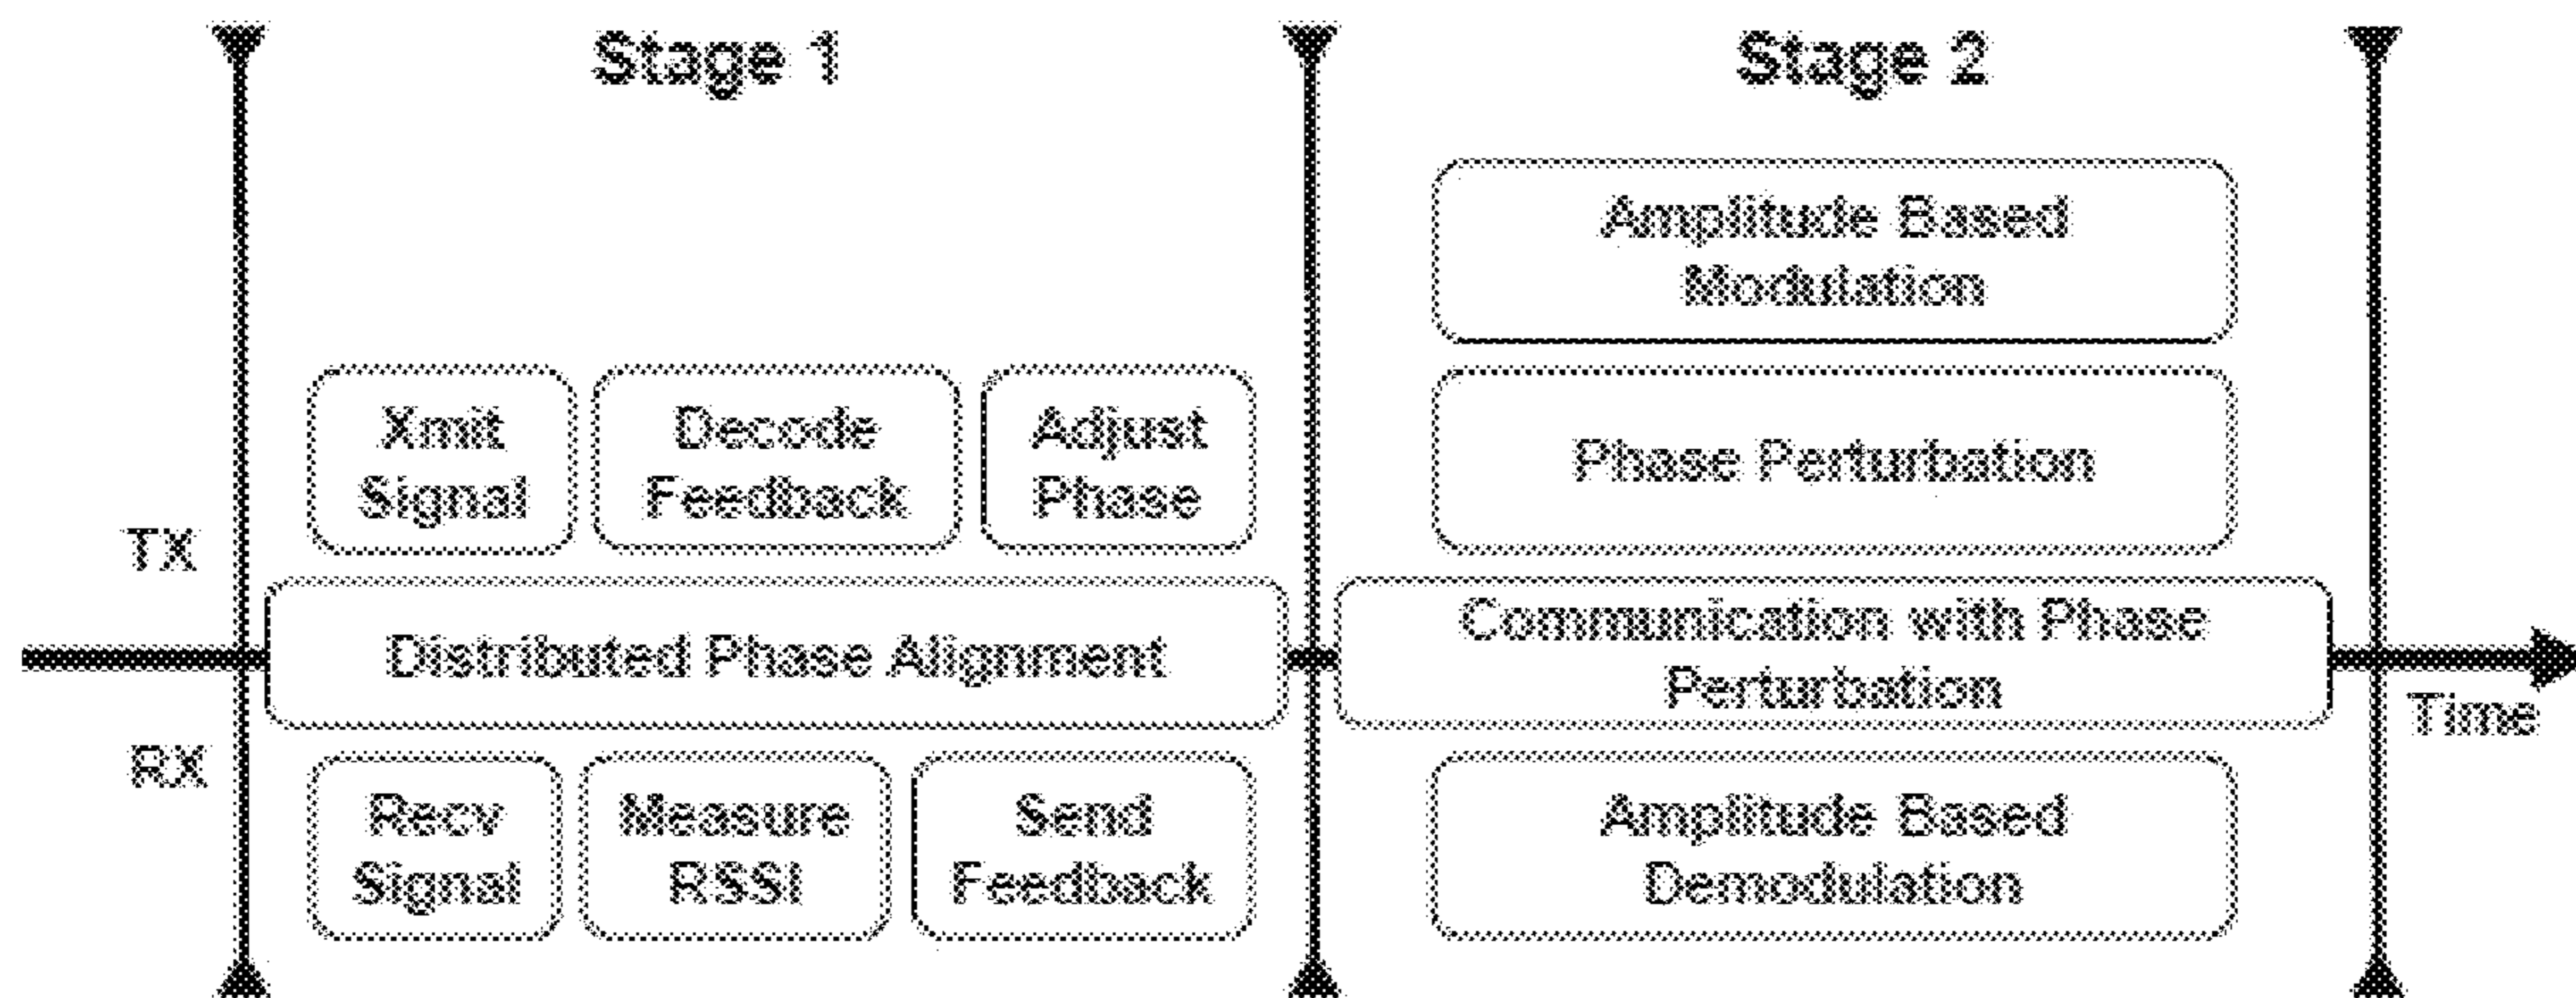 Stage 1
Stage 2
Amplitude Based
Modulation
Xmit
Signal
Decode
Feedback
Adjust
Phase
Phase Perturbation
TX
Distributed Phase Alignment
Communication with Phase
Perturbation
Time
RX
Recv
Signal
Measure
RSSI
Send
Feedback
Amplitude Based
Demodulation